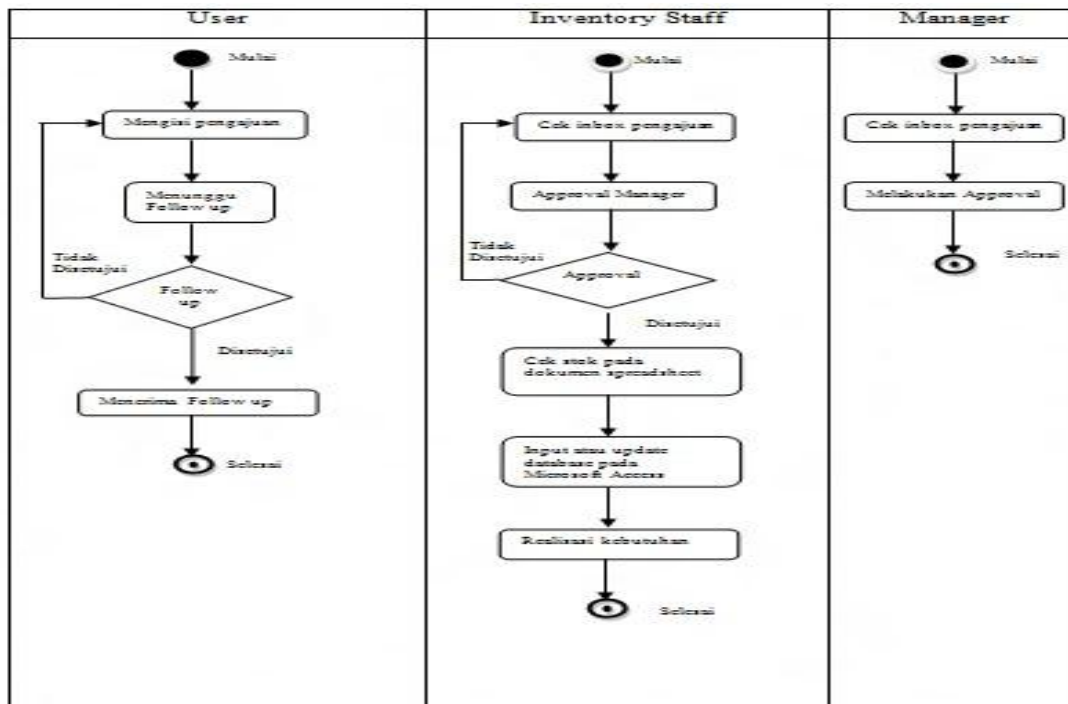 User
Mulai
Mengisi pengajuan
Menunggu
Follow up
Tidak
Disetujui
Follow
up
Disetujui
Menerima Follow up
Selesai
Inventory Staff
Mulai
Cek inbox pengajuan
Approval Manager
Tidak
Disetujui
Approval
Disetujui
Cek stok pada
dokumen spreadsheet
Input atau update
database pada
Microsoft Access
Realisasi kebutuhan
Selesai
Manager
Mulai
Cek inbox pengajuan
Melakukan Approval
Selesai